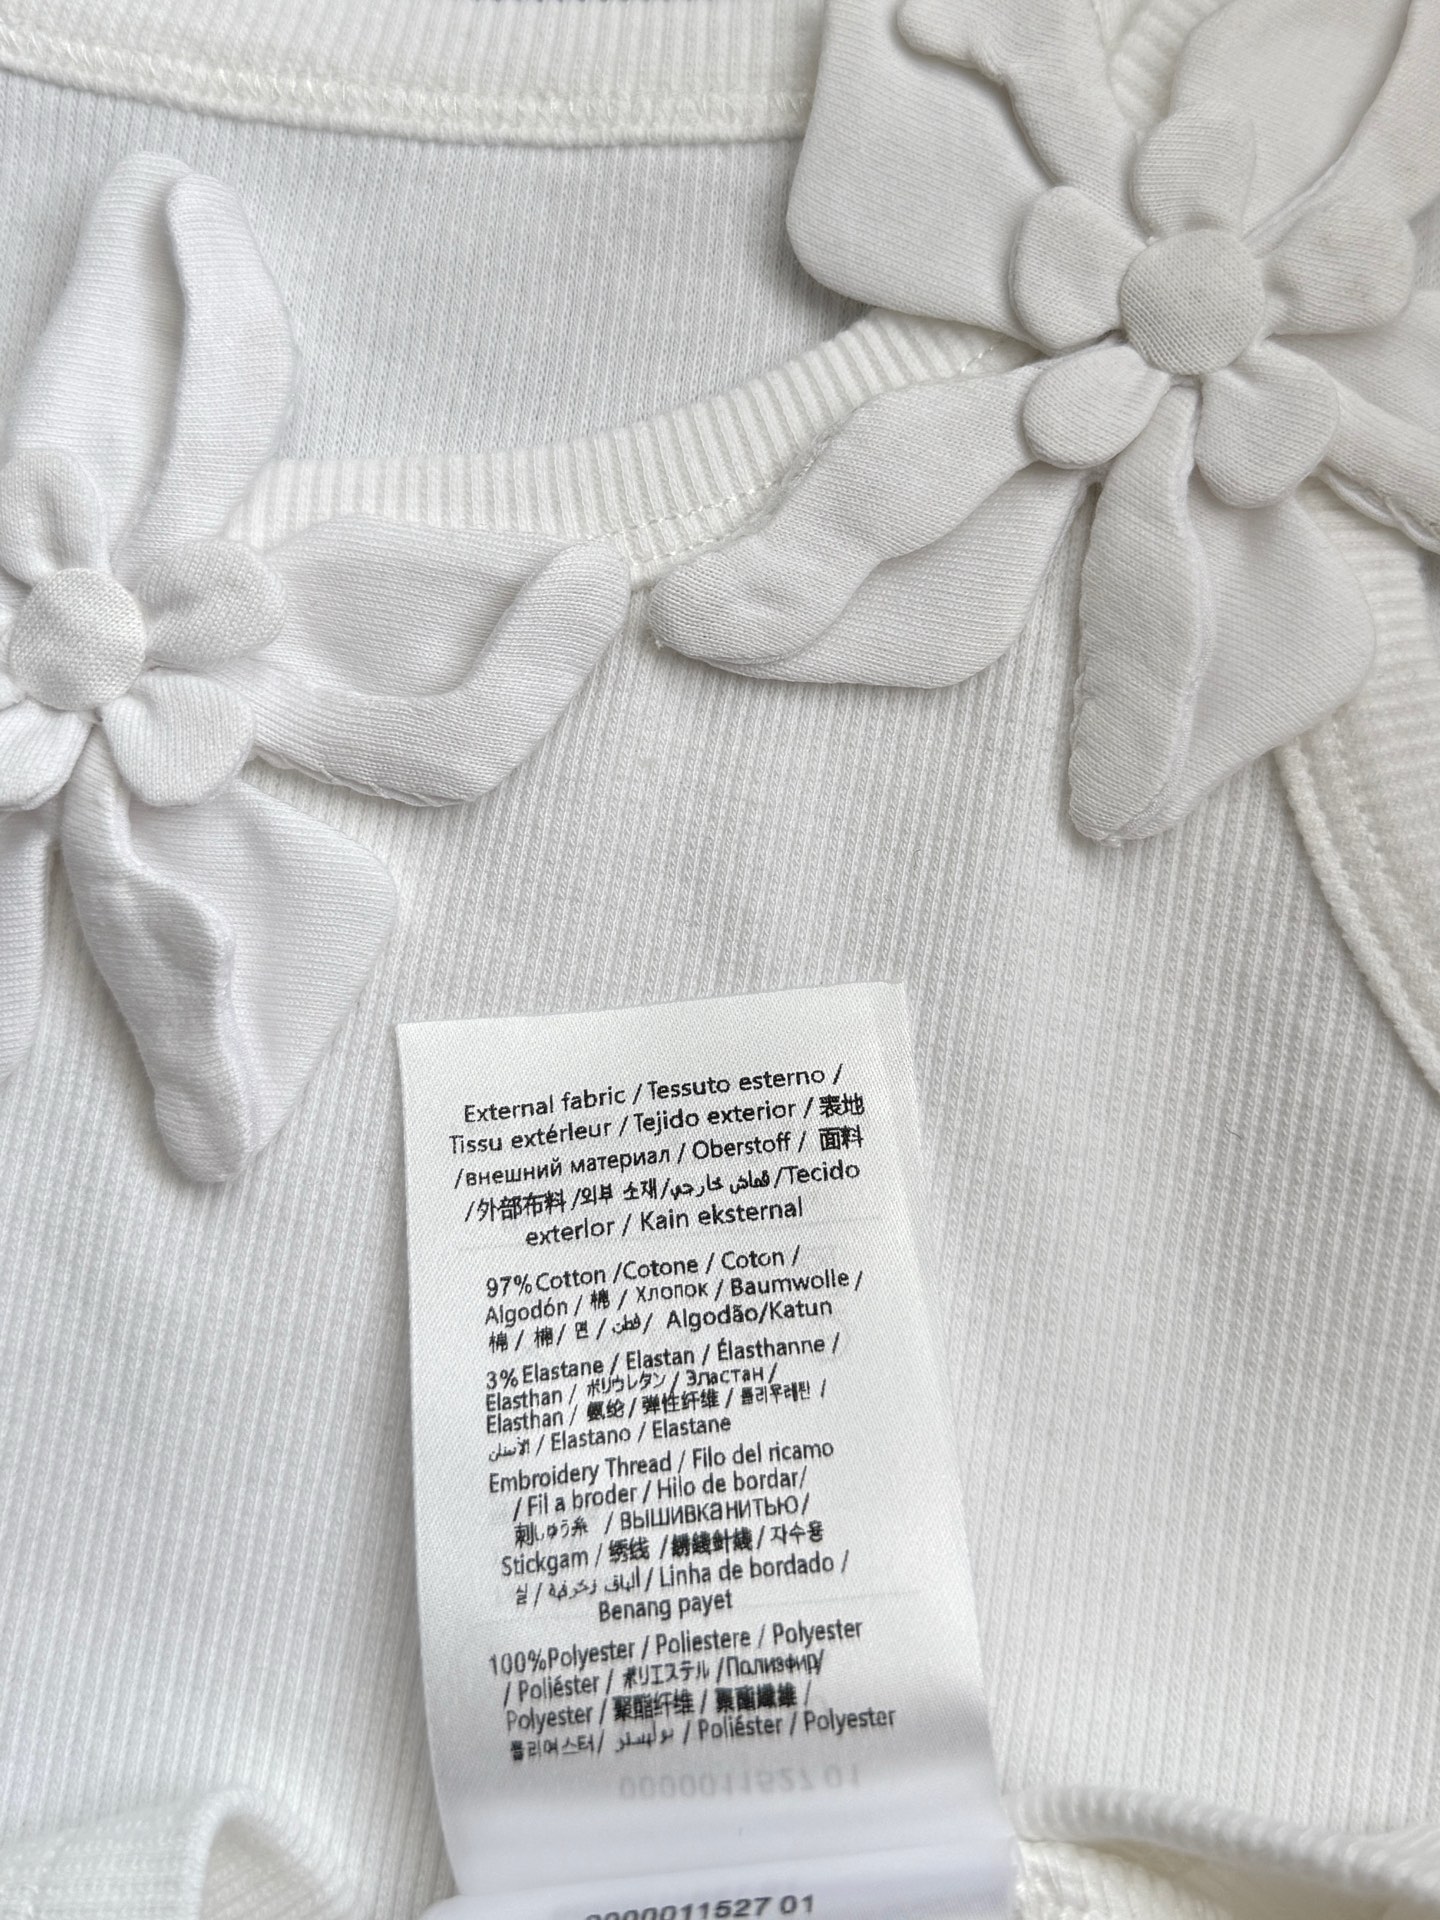 External fabric / Tessuto esterno /
Tissu extérleur / Tejido exterior / 表地
/внешний материал / Oberstoff / 面料
/外部布料 /외부 소재/قماش خارجي/Tecido
exterlor / Kain eksternal
97%Cotton /Cotone / Coton /
Algodón / 棉 / Хлопок / Baumwolle /
棉 / 棉/ 면 / قطن/ Algodão/Katun
3%Elastane / Elastan / Élasthanne /
Elasthan / ポリウレタン / Эластан /
Elasthan / 氨纶 / 弹性纤维 / 폴리우레탄 /
/ Elastano / Elastane
Embroidery Thread / Filo del ricamo
/ Fil a broder / Hilo de bordar/
刺しゅう糸 / ВЫШИВКА НИТЬЮ /
Stickgam / 绣线 / 자수용
실 / ألياف زخرفية / Linha de bordado /
Benang payet
100%Polyester / Poliestere / Polyester
/ Poliéster / ポリエステル /Полиэфир/
Polyester / 聚酯纤维 / 聚酯纖維 /
폴리에스터/ بوليستر / Poliéster / Polyester
0000011527 01
0000011527 01